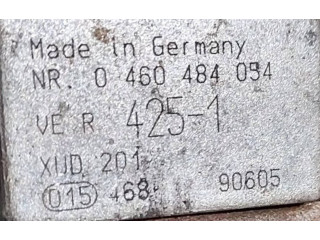 Made in Germany
NR. 0 460 484 054
VE R 425-1
XUD 201
015 468 90605